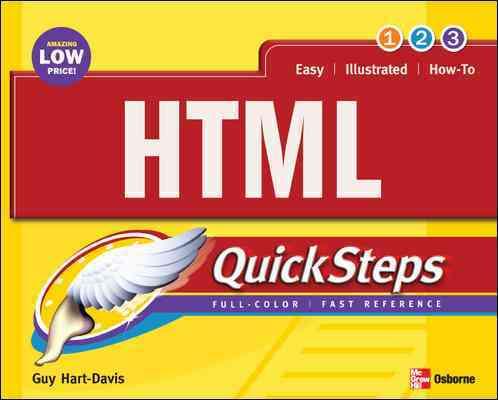 AMAZING
LOW
PRICE!
1 2 3
Easy | Illustrated | How-To
HTML
QuickSteps
FULL-COLOR | FAST REFERENCE
Guy Hart-Davis
Mc
Graw
Hill
Osborne